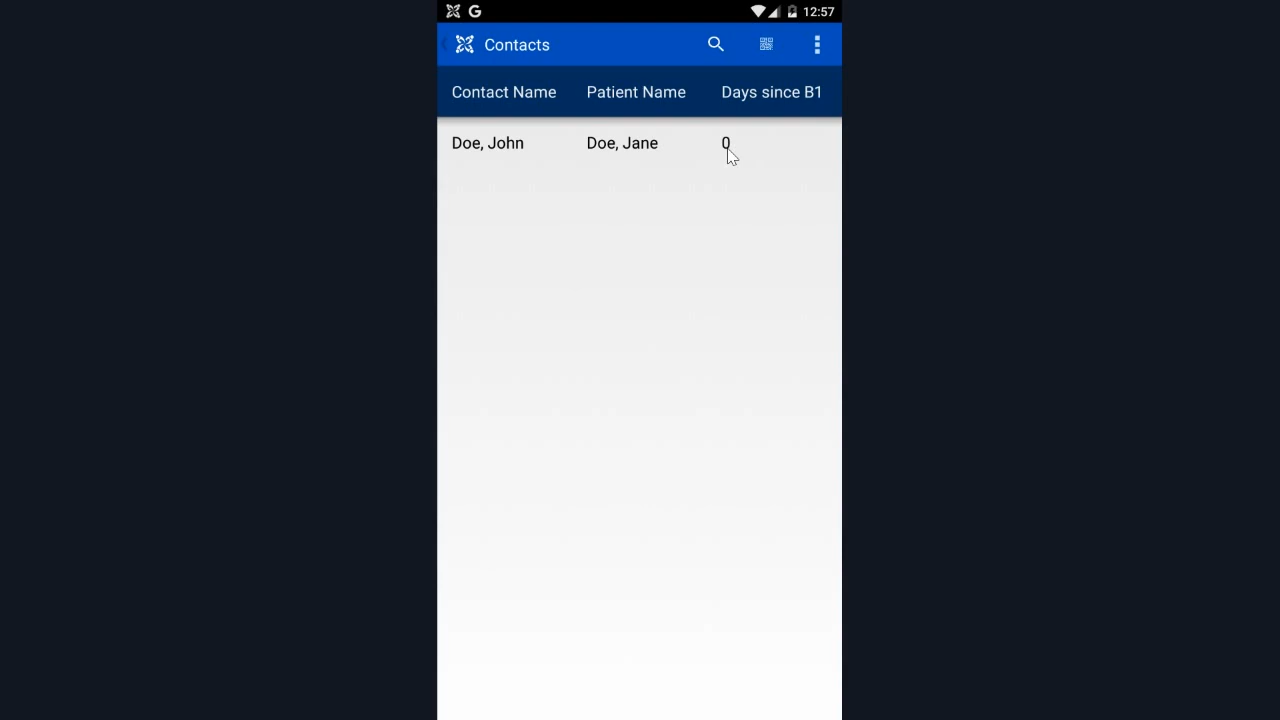 12:57
Contacts
Contact Name Patient Name Days since B1
Doe, John Doe, Jane 0